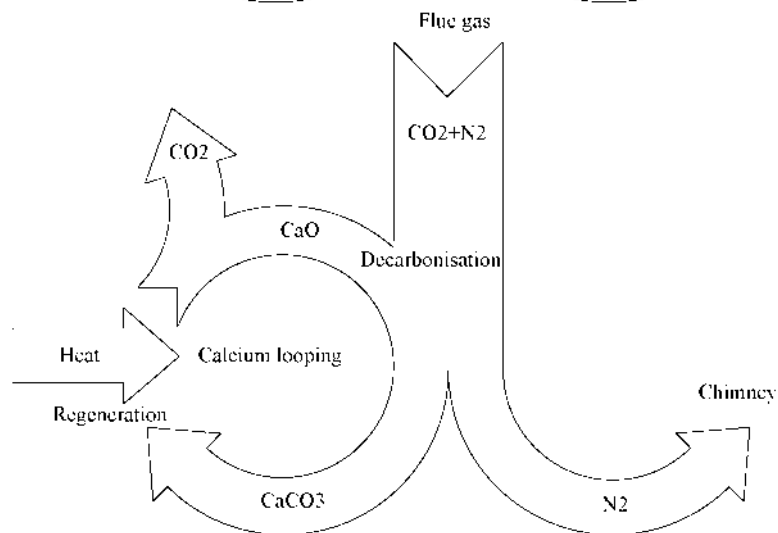 Flue gas
CO2+N2
CO2
CaO
Decarbonisation
Heat
Calcium looping
Regeneration
Chimney
CaCO3
N2